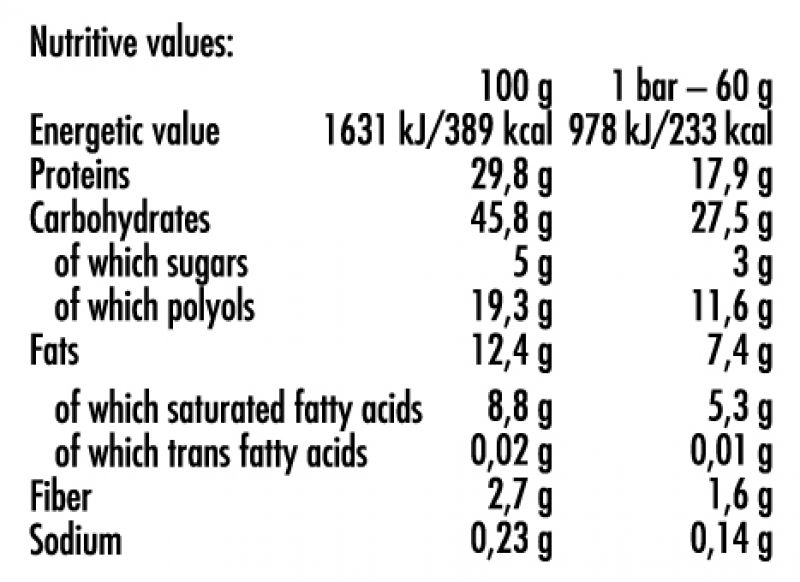 Nutritive values:
100 g 1 bar – 60 g
Energetic value 1631 kJ/389 kcal 978 kJ/233 kcal
Proteins 29,8 g 17,9 g
Carbohydrates 45,8 g 27,5 g
of which sugars 5 g 3 g
of which polyols 19,3 g 11,6 g
Fats 12,4 g 7,4 g
of which saturated fatty acids 8,8 g 5,3 g
of which trans fatty acids 0,02 g 0,01 g
Fiber 2,7 g 1,6 g
Sodium 0,23 g 0,14 g